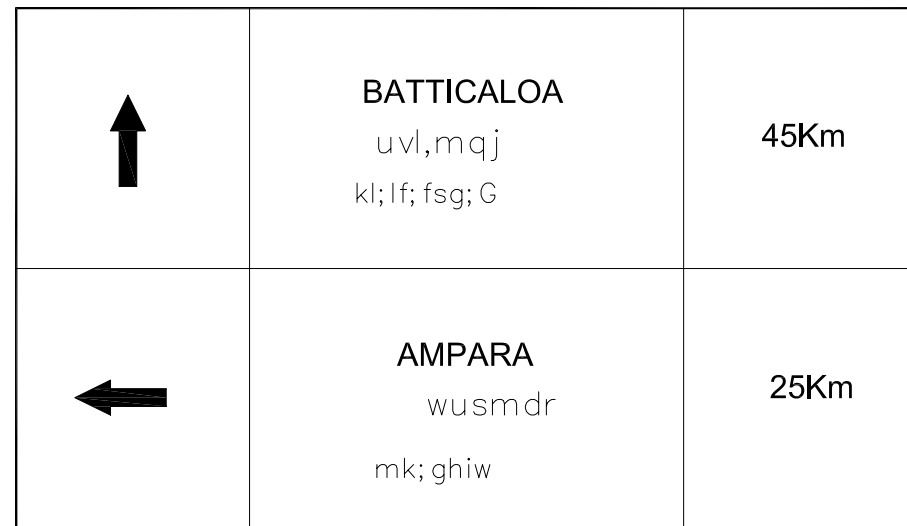 BATTICALOA
uvl,mqj
kl;lf;fsg;G
45Km
AMPARA
wusmdr
mk;ghiw
25Km